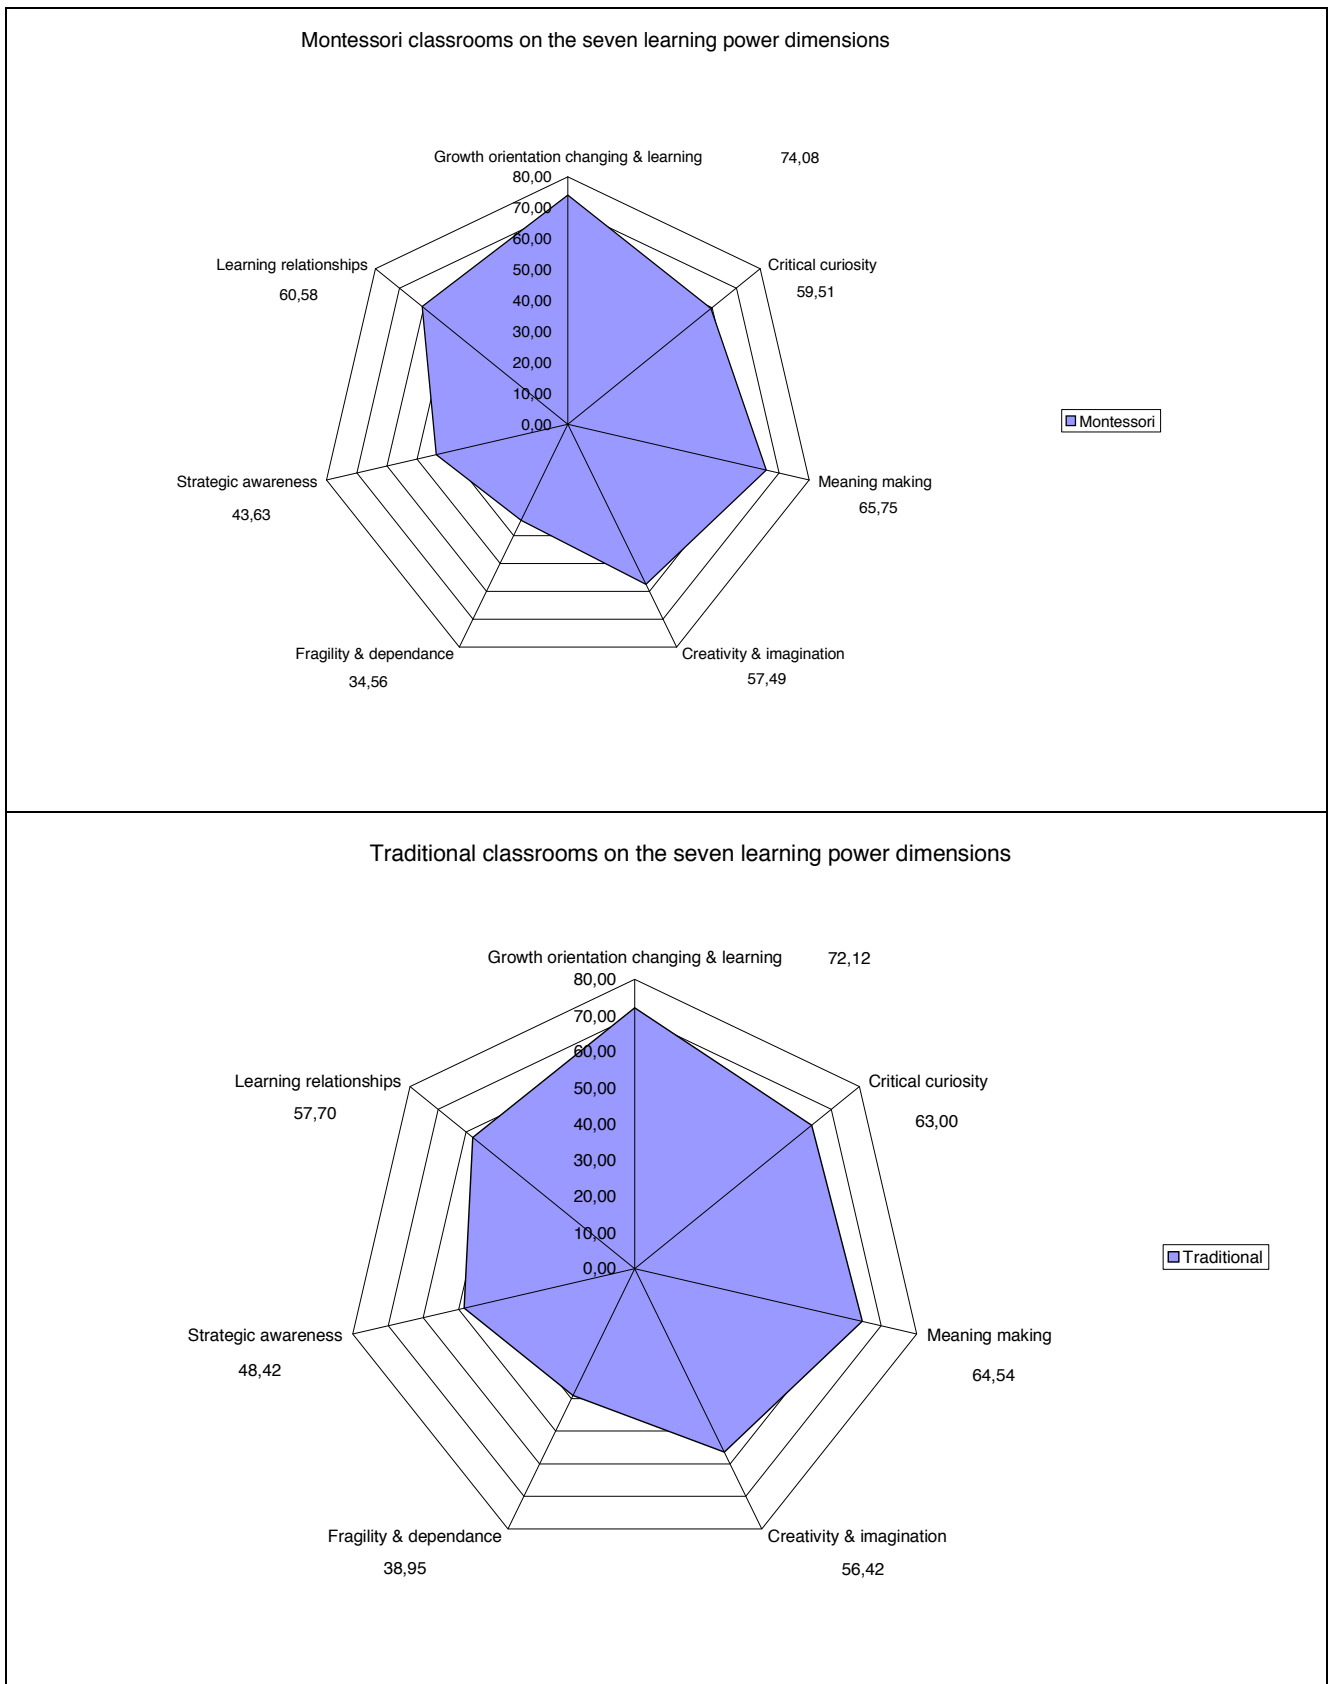 Montessori classrooms on the seven learning power dimensions
Growth orientation changing & learning 74,08
80,00
70,00
60,00
50,00
40,00
30,00
20,00
10,00
0,00
Learning relationships
60,58
Critical curiosity
59,51
Montessori
Strategic awareness
43,63
Meaning making
65,75
Fragility & dependance
34,56
Creativity & imagination
57,49
Traditional classrooms on the seven learning power dimensions
Growth orientation changing & learning 72,12
80,00
70,00
60,00
50,00
40,00
30,00
20,00
10,00
0,00
Learning relationships
57,70
Critical curiosity
63,00
Traditional
Strategic awareness
48,42
Meaning making
64,54
Fragility & dependance
38,95
Creativity & imagination
56,42